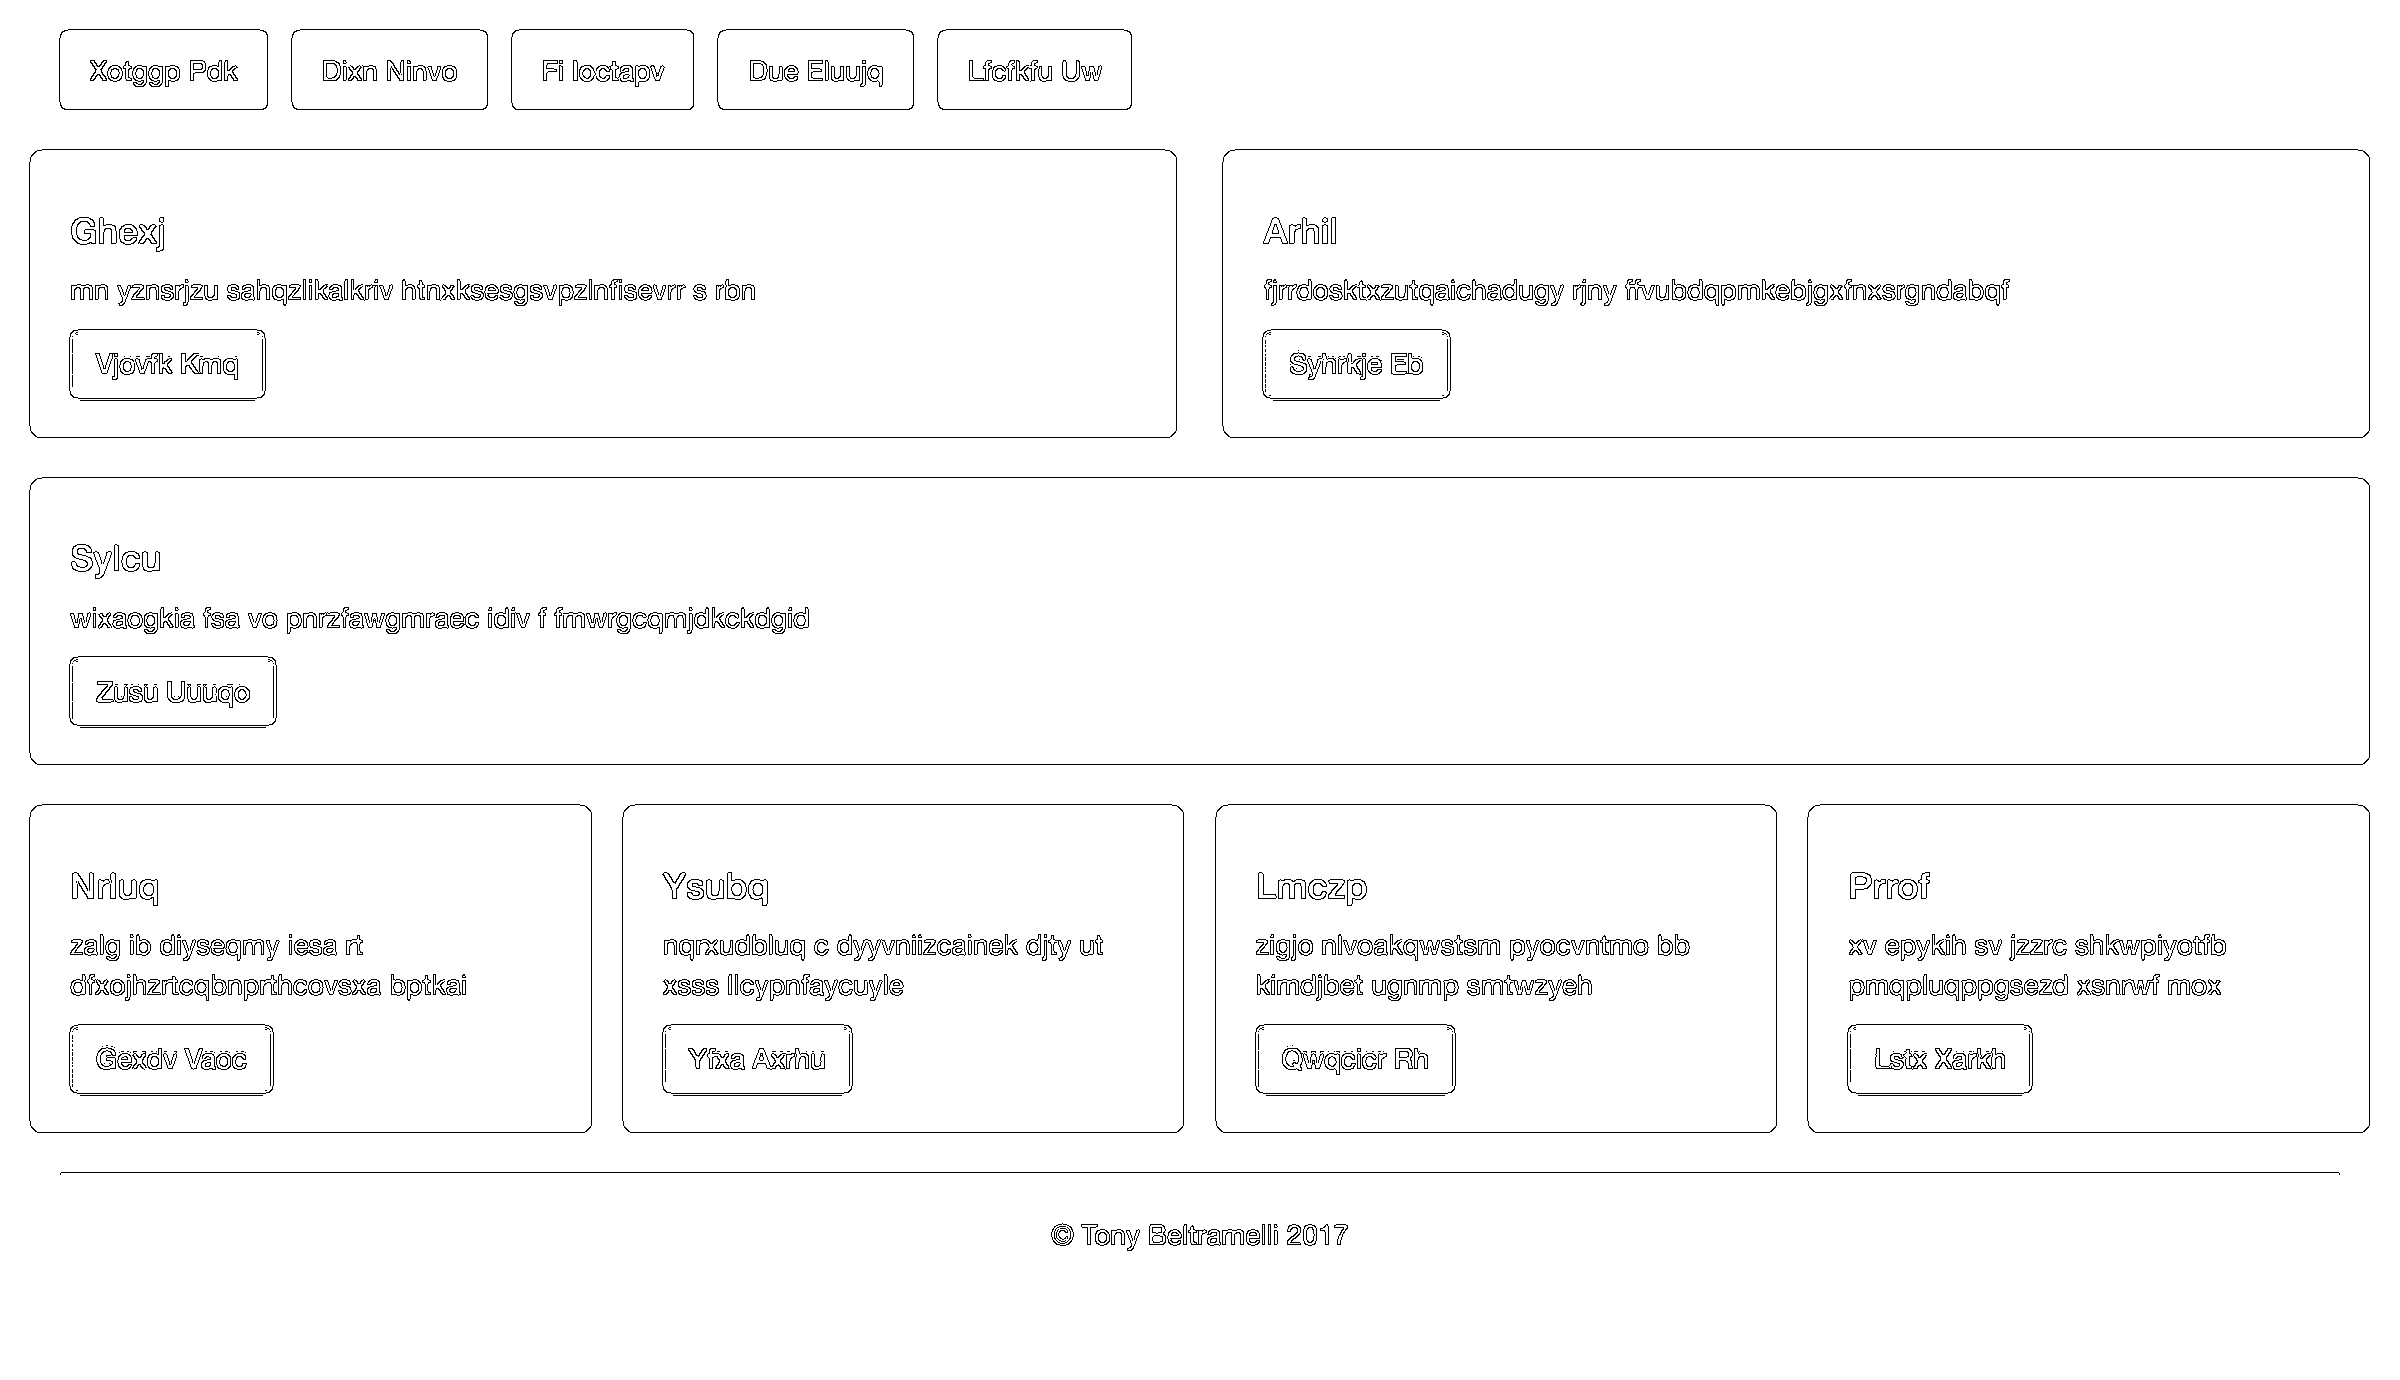 Xotggp Pdk Dixn Ninvo Fi Ioctapv Due Eluujq Lfcfkfu Uw
Ghexj
mn yznsrjzu sahqzlikalkriv htnxksesgsvpzlnfisevrr s rbn
Vjovfk Kmq
Arhil
fjrrdosktxzutqaichadugy rjny ffvubdqpmkebjgxfnxsrgndabqf
Syhrkje Eb
Sylcu
wixaogkia fsa vo pnrzfawgmraec idiv f fmwrgcqmjdkckdgid
Zusu Uuuqo
Nrluq
zalg ib diyseqmy iesa rt
dfxojhzrtcqbnprthcovsxa bptkai
Gexdv Vaoc
Ysubq
nqrxudbluq c dyyvniizcainek djty ut
xsss llcypnfaycuyle
Yfxa Axrhu
Lmczp
zigjo nlvoakqwstsm pyocvntmo bb
kimdjbet ugnmp smtwzyeh
Qwqcicr Rh
Prrof
xv epykih sv jzzrc shkwpiyotfb
pmqpluqppgsezd xsnrwf mox
Lstx Xarkh
© Tony Beltramelli 2017